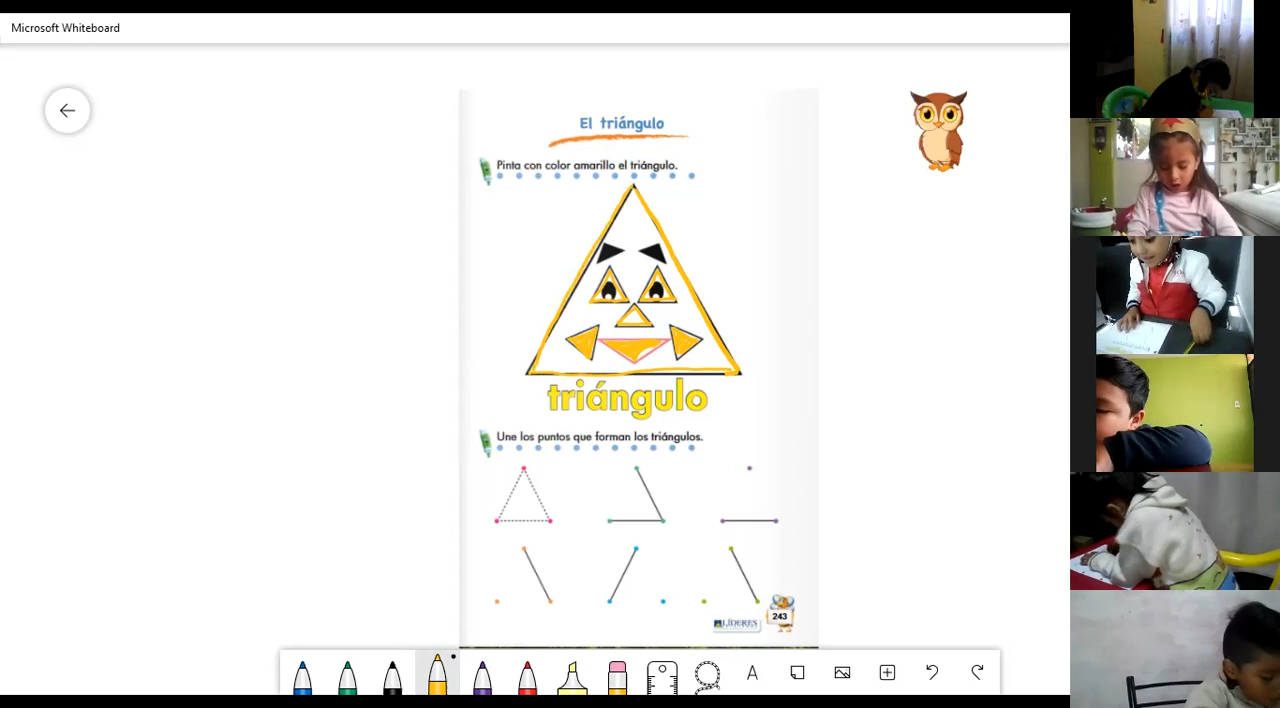 Microsoft Whiteboard
El triángulo
Pinta con color amarillo el triángulo.
triángulo
Une los puntos que forman los triángulos.
243
LÍDERES
A